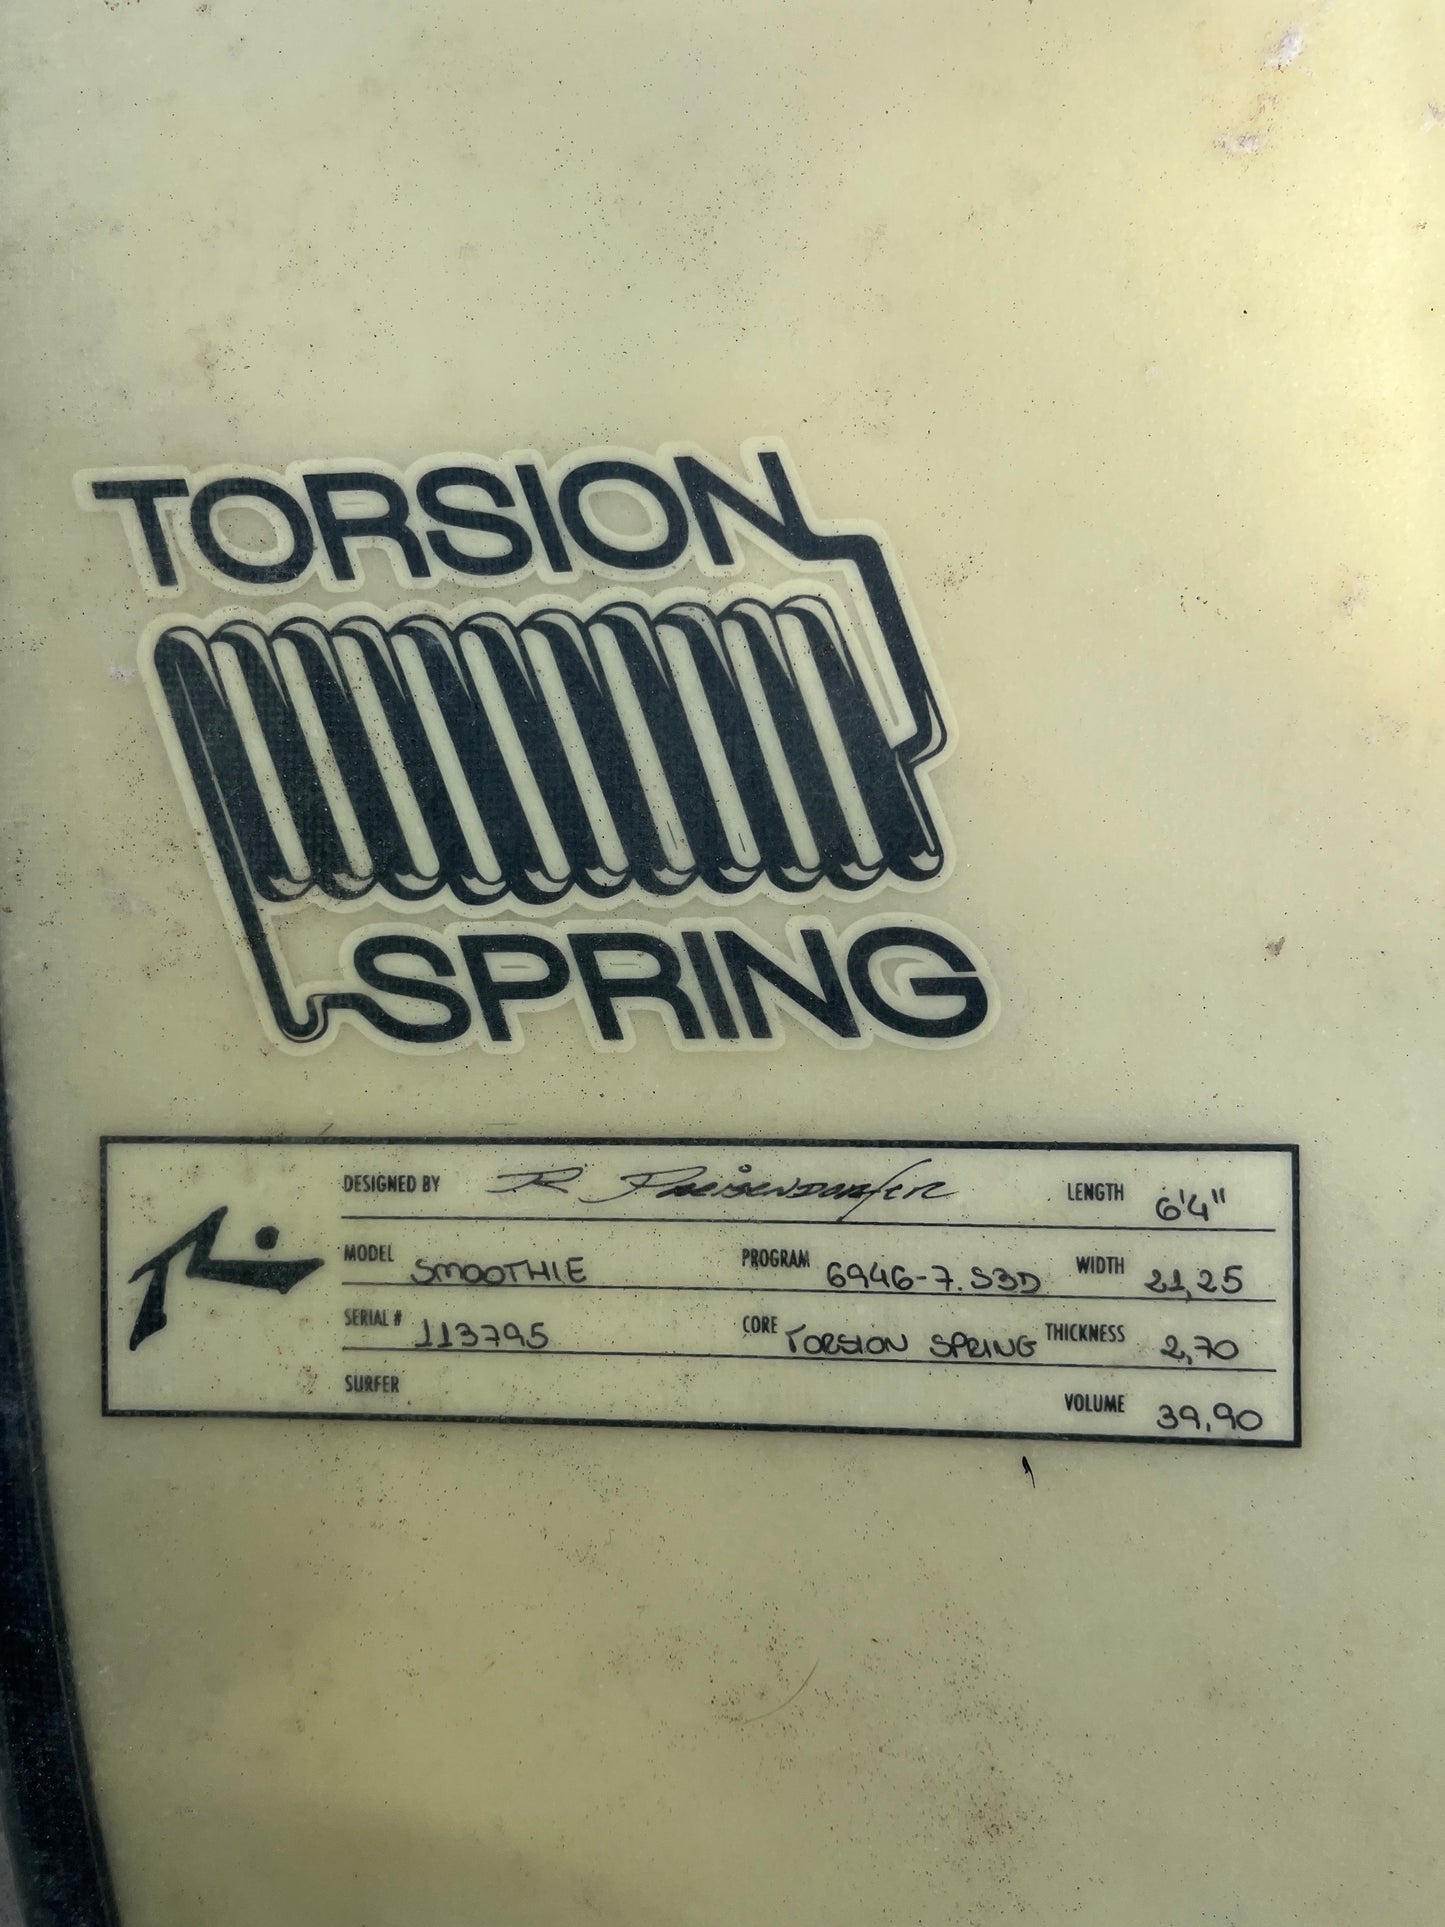 TORSION
SPRING
DESIGNED BY R Preisendorfer LENGTH 6'4"
MODEL SMOOTHIE PROGRAM 6946-7.S3D WIDTH 21,25
SERIAL # 113795 CORE TORSION SPRING THICKNESS 2,70
SURFER VOLUME 39,90